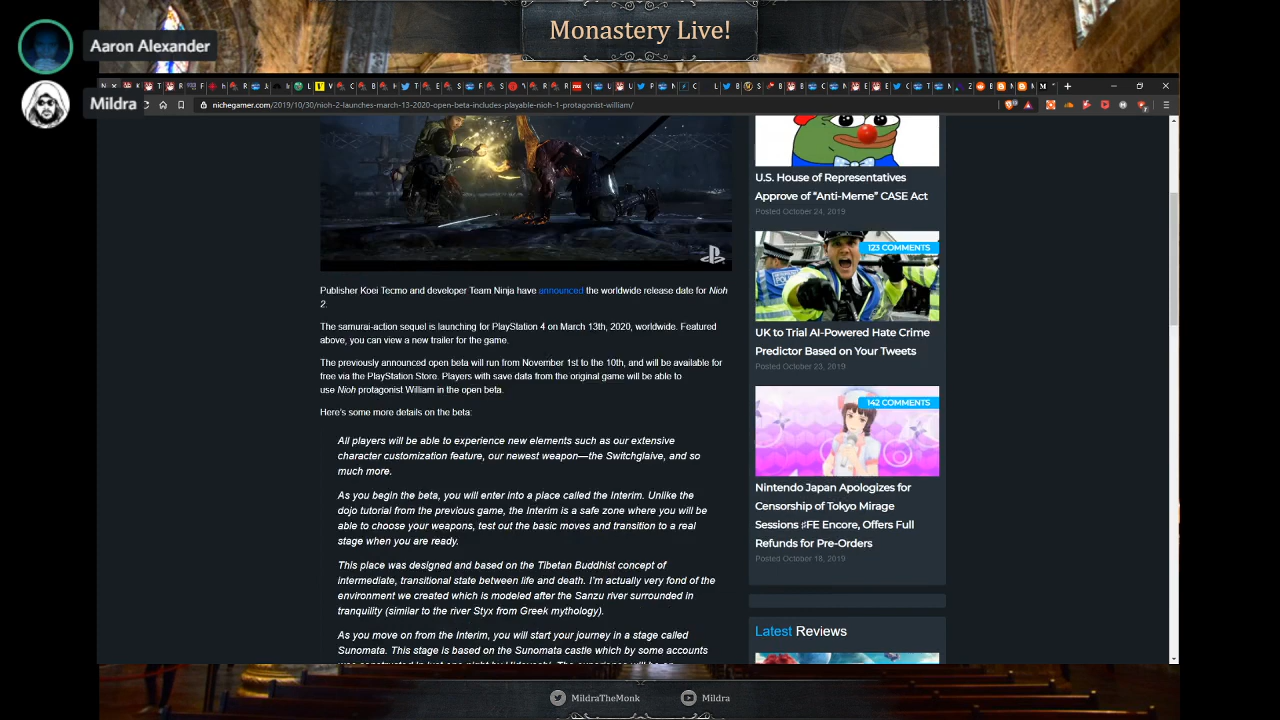 Monastery Live!
Aaron Alexander
Mildra
nichegamer.com/2019/10/30/nioh-2-launches-march-13-2020-open-beta-includes-playable-nioh-1-protagonist-william/
Publisher Koei Tecmo and developer Team Ninja have announced the worldwide release date for Nioh
2.
The samurai-action sequel is launching for PlayStation 4 on March 13th, 2020, worldwide. Featured
above, you can view a new trailer for the game.
The previously announced open beta will run from November 1st to the 10th, and will be available for
free via the PlayStation Store. Players with save data from the original game will be able to
use Nioh protagonist William in the open beta.
Here's some more details on the beta:
All players will be able to experience new elements such as our extensive
character customization feature, our newest weapon—the Switchglaive, and so
much more.
As you begin the beta, you will enter into a place called the Interim. Unlike the
dojo tutorial from the previous game, the Interim is a safe zone where you will be
able to choose your weapons, test out the basic moves and transition to a real
stage when you are ready.
This place was designed and based on the Tibetan Buddhist concept of
intermediate, transitional state between life and death. I'm actually very fond of the
environment we created which is modeled after the Sanzu river surrounded in
tranquility (similar to the river Styx from Greek mythology).
As you move on from the Interim, you will start your journey in a stage called
Sunomata. This stage is based on the Sunomata castle which by some accounts
U.S. House of Representatives
Approve of “Anti-Meme” CASE Act
Posted October 24, 2019
123 COMMENTS
UK to Trial AI-Powered Hate Crime
Predictor Based on Your Tweets
Posted October 23, 2019
142 COMMENTS
Nintendo Japan Apologizes for
Censorship of Tokyo Mirage
Sessions ♯FE Encore, Offers Full
Refunds for Pre-Orders
Posted October 18, 2019
Latest Reviews
MildraTheMonk
Mildra